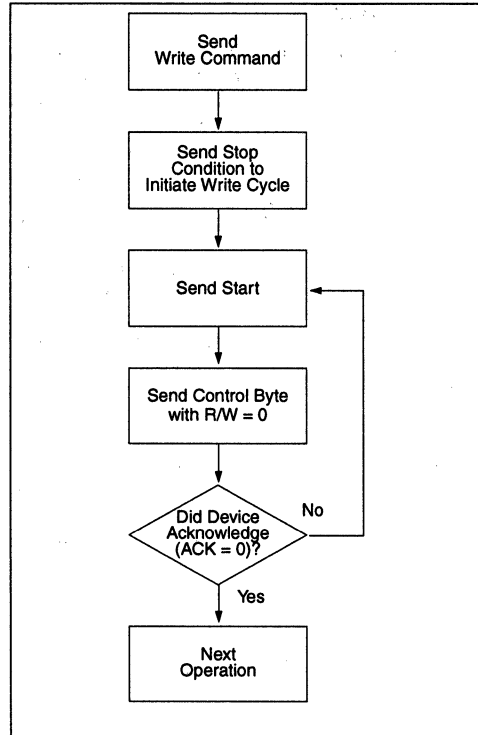 Send
Write Command
Send Stop
Condition to
Initiate Write Cycle
Send Start
Send Control Byte
with R/W = 0
Did Device
Acknowledge
(ACK = 0)?
No
Yes
Next
Operation